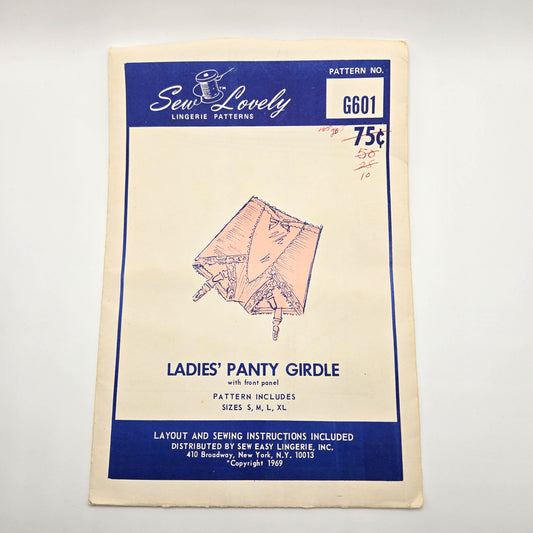 PATTERN NO.
Sew Lovely
LINGERIE PATTERNS
G601
75¢
50
25
10
LADIES' PANTY GIRDLE
with front panel
PATTERN INCLUDES
SIZES S, M, L, XL
LAYOUT AND SEWING INSTRUCTIONS INCLUDED
DISTRIBUTED BY SEW EASY LINGERIE, INC.
410 Broadway, New York, N.Y. 10013
*Copyright 1969